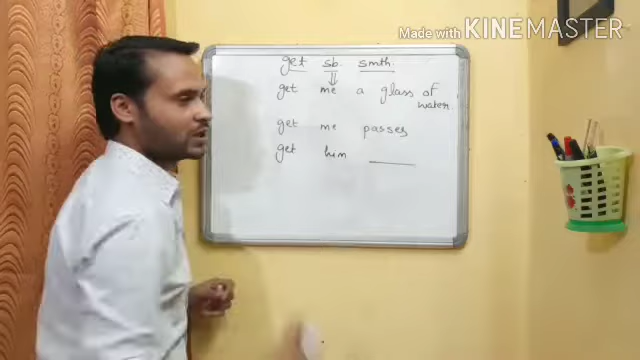 Made with KINEMASTER
get sb. smth.
get me a glass of
water
get me passes
get him